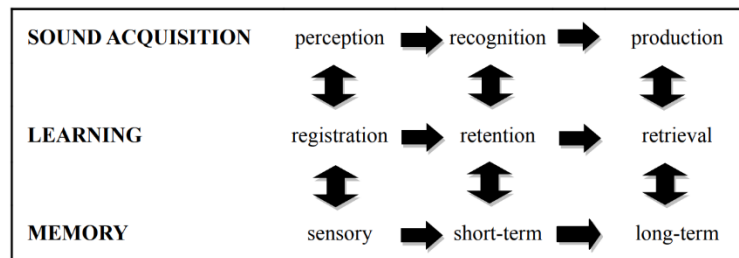 SOUND ACQUISITION perception recognition production
LEARNING registration retention retrieval
MEMORY sensory short-term long-term